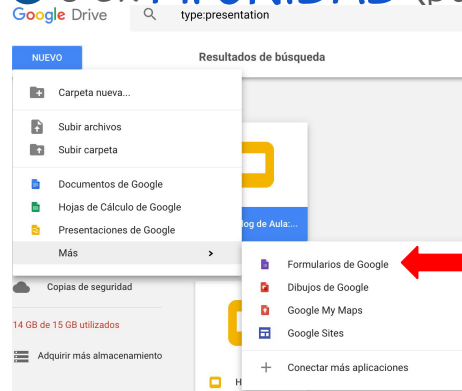 Google Drive
type:presentation
NUEVO
Resultados de búsqueda
Carpeta nueva...
Subir archivos
Subir carpeta
Documentos de Google
Hojas de Cálculo de Google
Presentaciones de Google
Más >
log de Aula:...
Formularios de Google
Dibujos de Google
Google My Maps
Google Sites
Conectar más aplicaciones
Copias de seguridad
14 GB de 15 GB utilizados
Adquirir más almacenamiento
H